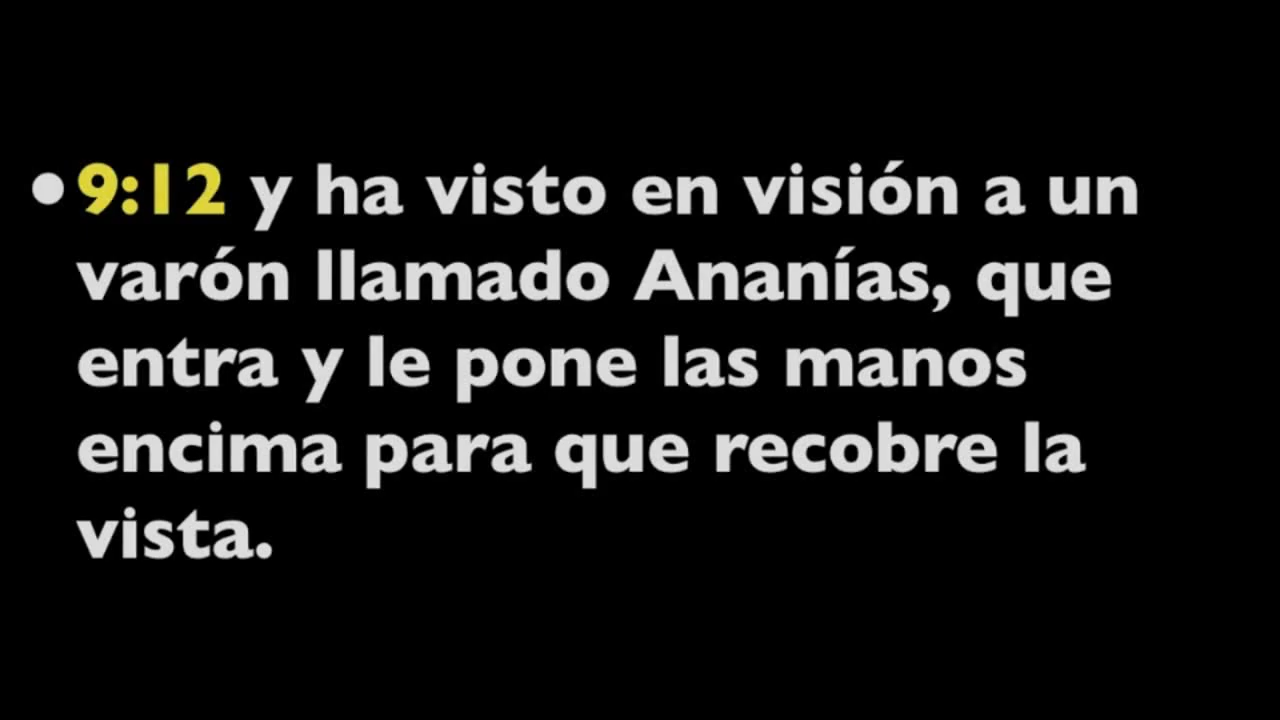 • 9:12 y ha visto en visión a un
varón llamado Ananías, que
entra y le pone las manos
encima para que recobre la
vista.